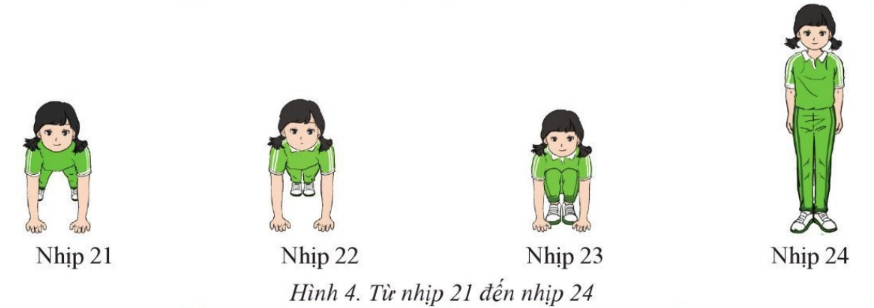 Nhịp 21 Nhịp 22 Nhịp 23 Nhịp 24
Hình 4. Từ nhịp 21 đến nhịp 24